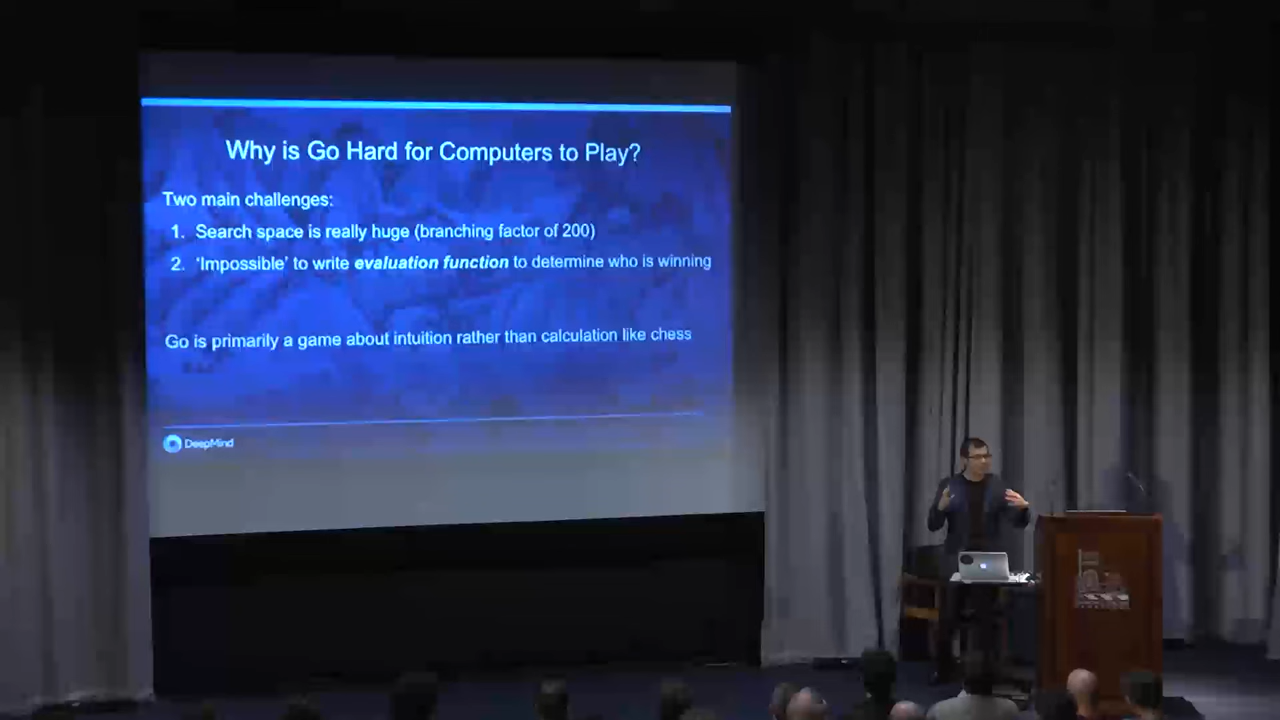 Why is Go Hard for Computers to Play?
Two main challenges:
1. Search space is really huge (branching factor of 200)
2. ‘Impossible’ to write evaluation function to determine who is winning
Go is primarily a game about intuition rather than calculation like chess
DeepMind